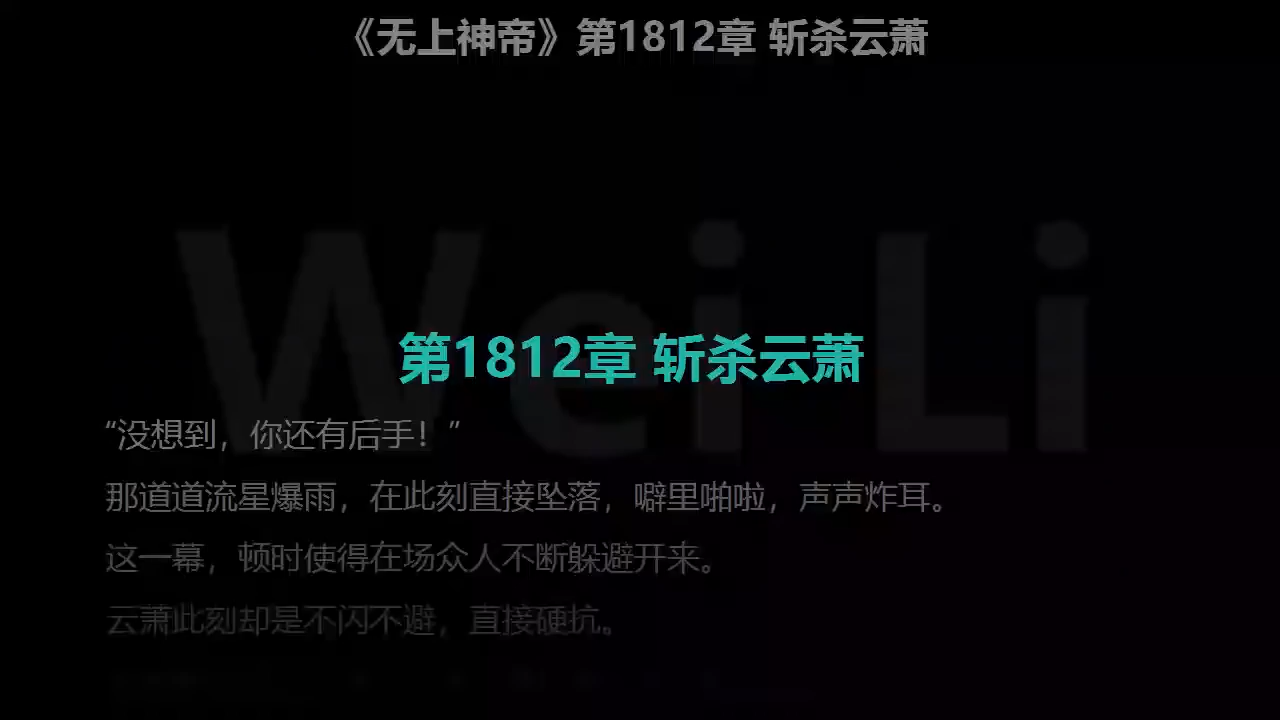 《无上神帝》第1812章 斩杀云萧
Wei Li
第1812章 斩杀云萧
“没想到，你还有后手！”
那道道流星爆雨，在此刻直接坠落，噼里啪啦，声声炸耳。
这一幕，顿时使得在场众人不断躲避开来。
云萧此刻却是不闪不避，直接硬抗。